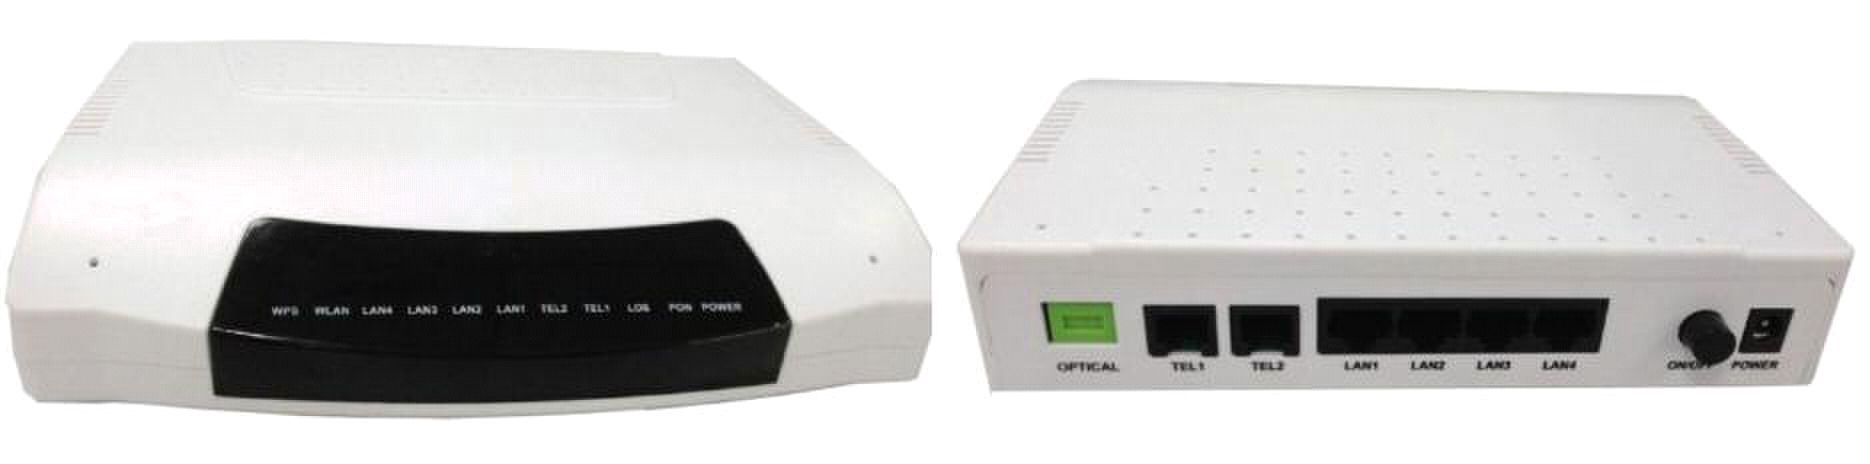 WPS WLAN LAN4 LAN3 LAN2 LAN1 TEL2 TEL1 LOS PON POWER
OPTICAL TEL1 TEL2 LAN1 LAN2 LAN3 LAN4 ON/OFF POWER